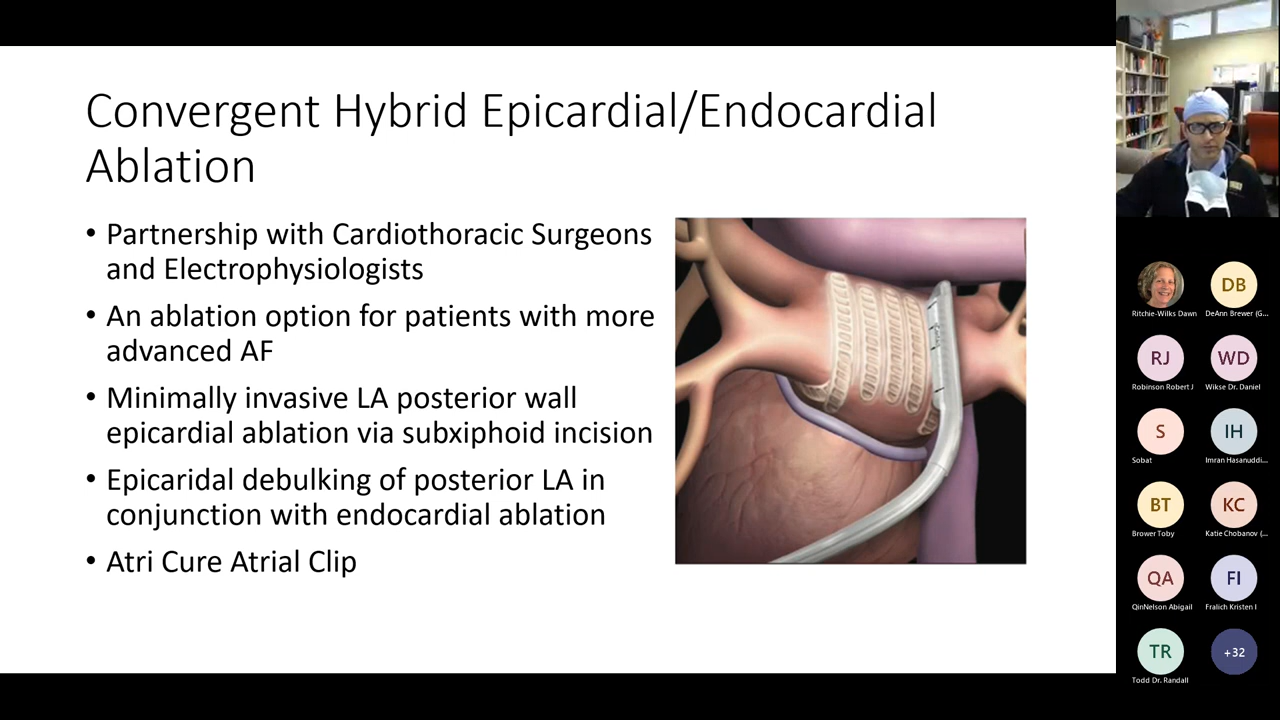 Convergent Hybrid Epicardial/Endocardial
Ablation
• Partnership with Cardiothoracic Surgeons
and Electrophysiologists
• An ablation option for patients with more
advanced AF
• Minimally invasive LA posterior wall
epicardial ablation via subxiphoid incision
• Epicaridal debulking of posterior LA in
conjunction with endocardial ablation
• Atri Cure Atrial Clip
Ritchie-Wilks Dawn
DB
DeAnn Brewer (G...
RJ
Robinson Robert J
WD
Wikse Dr. Daniel
S
Sobat
IH
Imran Hasanuddi...
BT
Brower Toby
KC
Katie Chobanov (...
QA
QinNelson Abigail
FI
Fralich Kristen I
TR
Todd Dr. Randall
+32